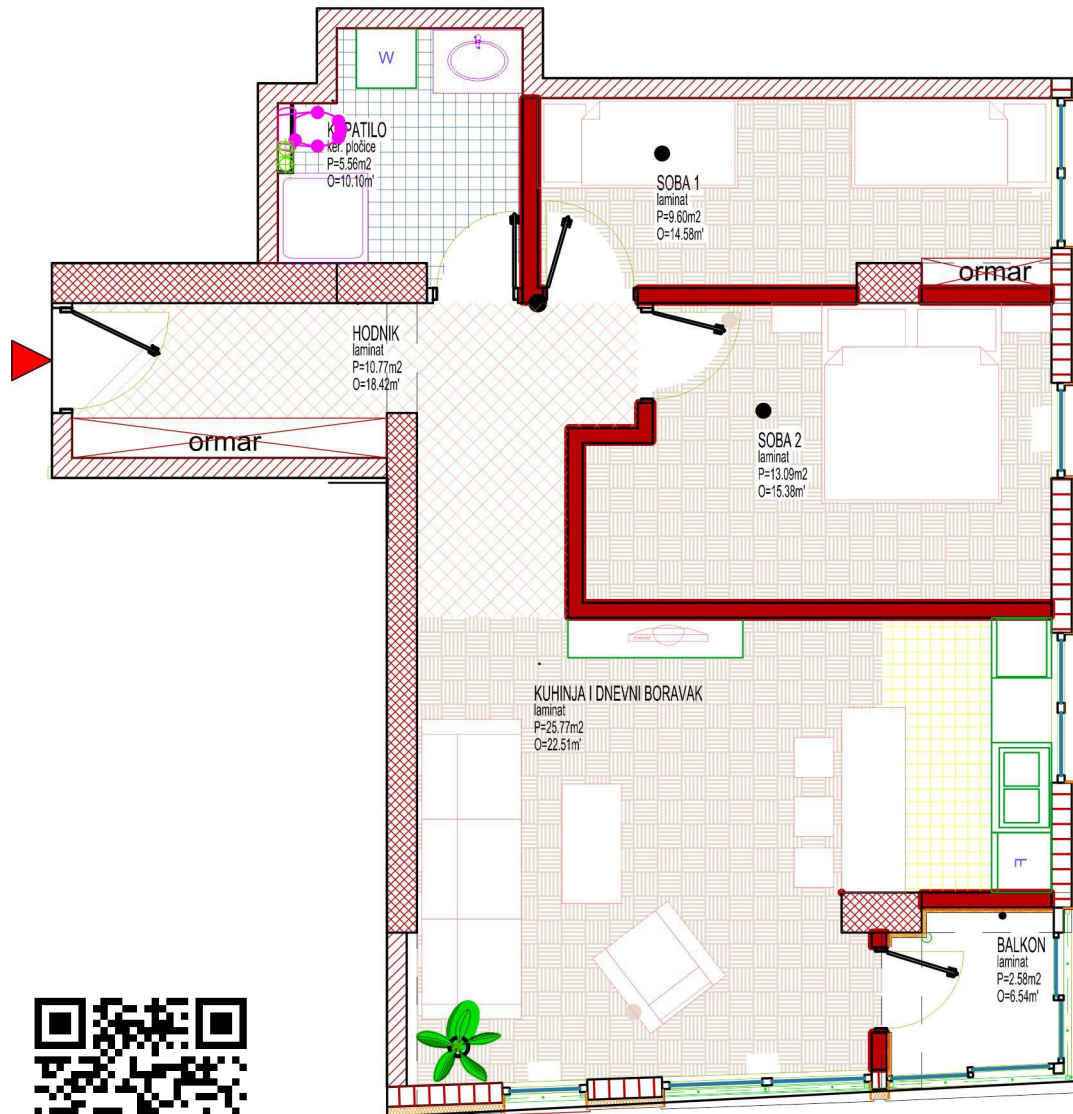 W
KUPATILO
ker. pločice
P=5.56m2
O=10.10m'
SOBA 1
laminat
P=9.60m2
O=14.58m'
ormar
HODNIK
laminat
P=10.77m2
O=18.42m'
ormar
SOBA 2
laminat
P=13.09m2
O=15.38m'
KUHINJA I DNEVNI BORAVAK
laminat
P=25.77m2
O=22.51m'
F
BALKON
laminat
P=2.58m2
O=6.54m'